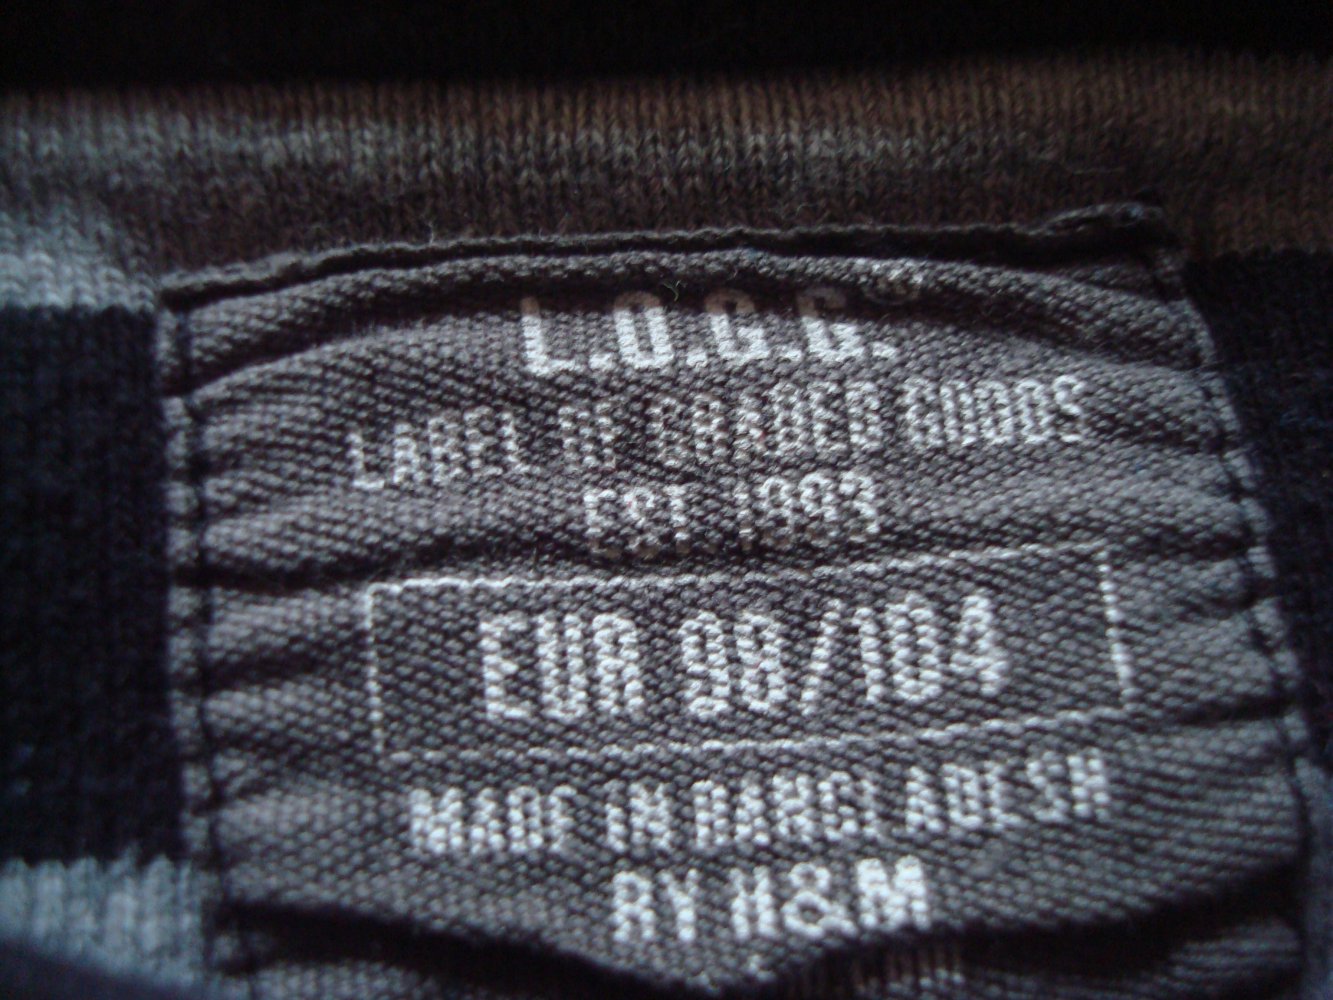 L.O.G.G.
LABEL OF GRADED GOODS
EST. 1993
EUR 98/104
MADE IN BANGLADESH
BY H&M